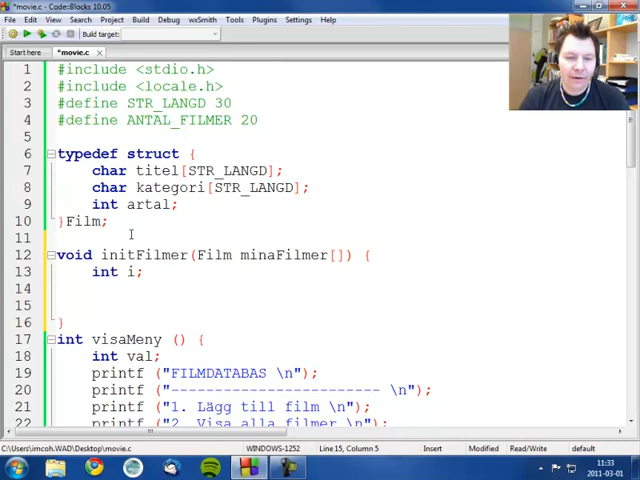 *movie.c - Code::Blocks 10.05
File Edit View Search Project Build Debug wxSmith Tools Plugins Settings Help
Build target:
Start here *movie.c
1 #include <stdio.h>
2 #include <locale.h>
3 #define STR_LANGD 30
4 #define ANTAL_FILMER 20
5
6 typedef struct {
7 char titel[STR_LANGD];
8 char kategori[STR_LANGD];
9 int artal;
10 }Film;
11
12 void initFilmer(Film minaFilmer[]) {
13 int i;
14
15
16 }
17 int visaMeny () {
18 int val;
19 printf ("FILMDATABAS \n");
20 printf ("------------------------ \n");
21 printf ("1. Lägg till film \n");
22 printf ("2. Visa alla filmer \n");
C:\Users\imcoh.WAD\Desktop\movie.c WINDOWS-1252 Line 15, Column 5 Insert Modified Read/Write default
11:33
2011-03-01